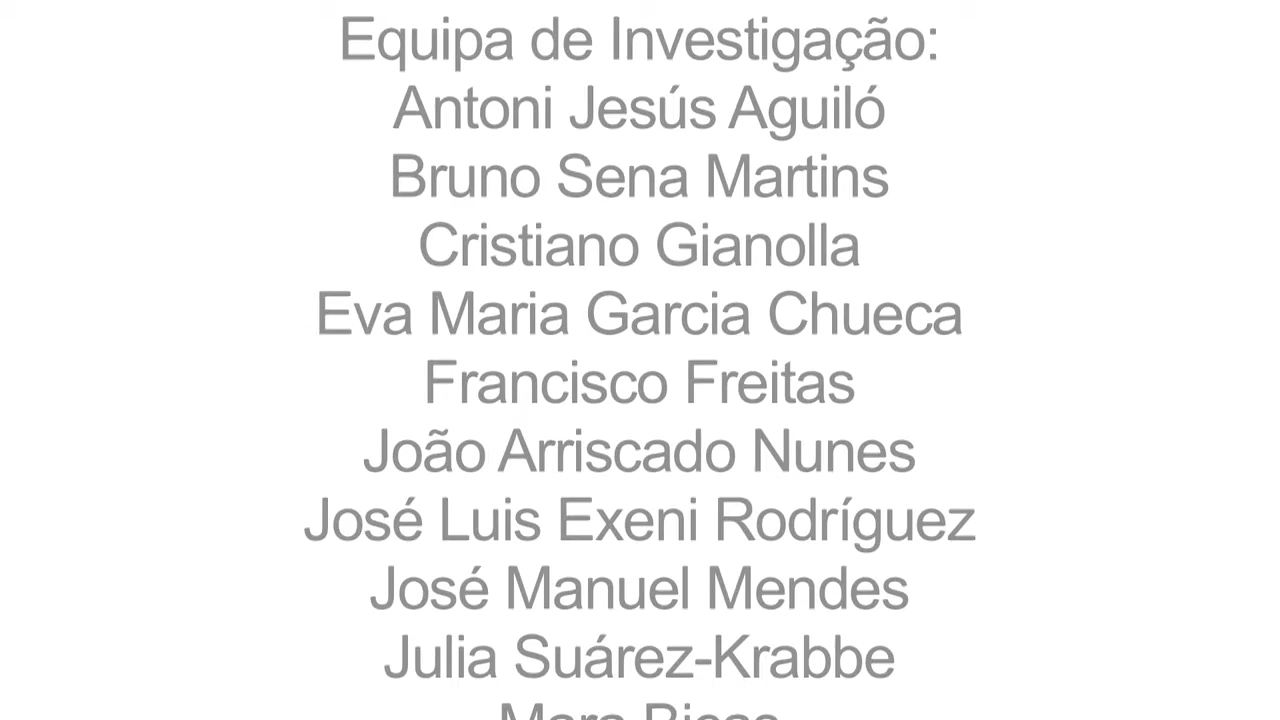 Equipa de Investigação:
Antoni Jesús Aguiló
Bruno Sena Martins
Cristiano Gianolla
Eva Maria Garcia Chueca
Francisco Freitas
João Arriscado Nunes
José Luis Exeni Rodríguez
José Manuel Mendes
Julia Suárez-Krabbe